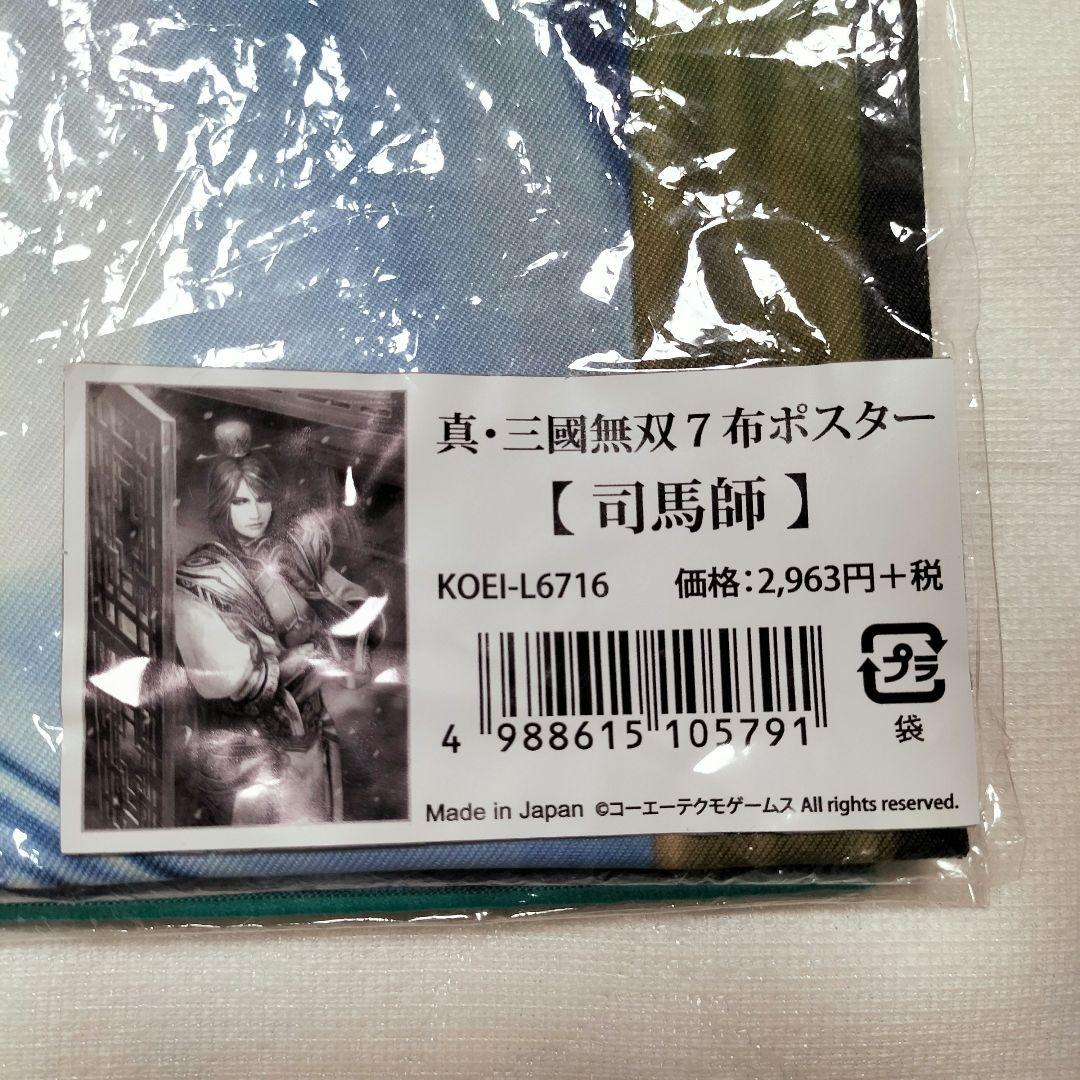 真・三國無双7 布ポスター
【 司馬師 】
KOEI-L6716 価格：2,963円＋税
プラ
袋
4 988615 105791
Made in Japan ©コーエーテクモゲームス All rights reserved.